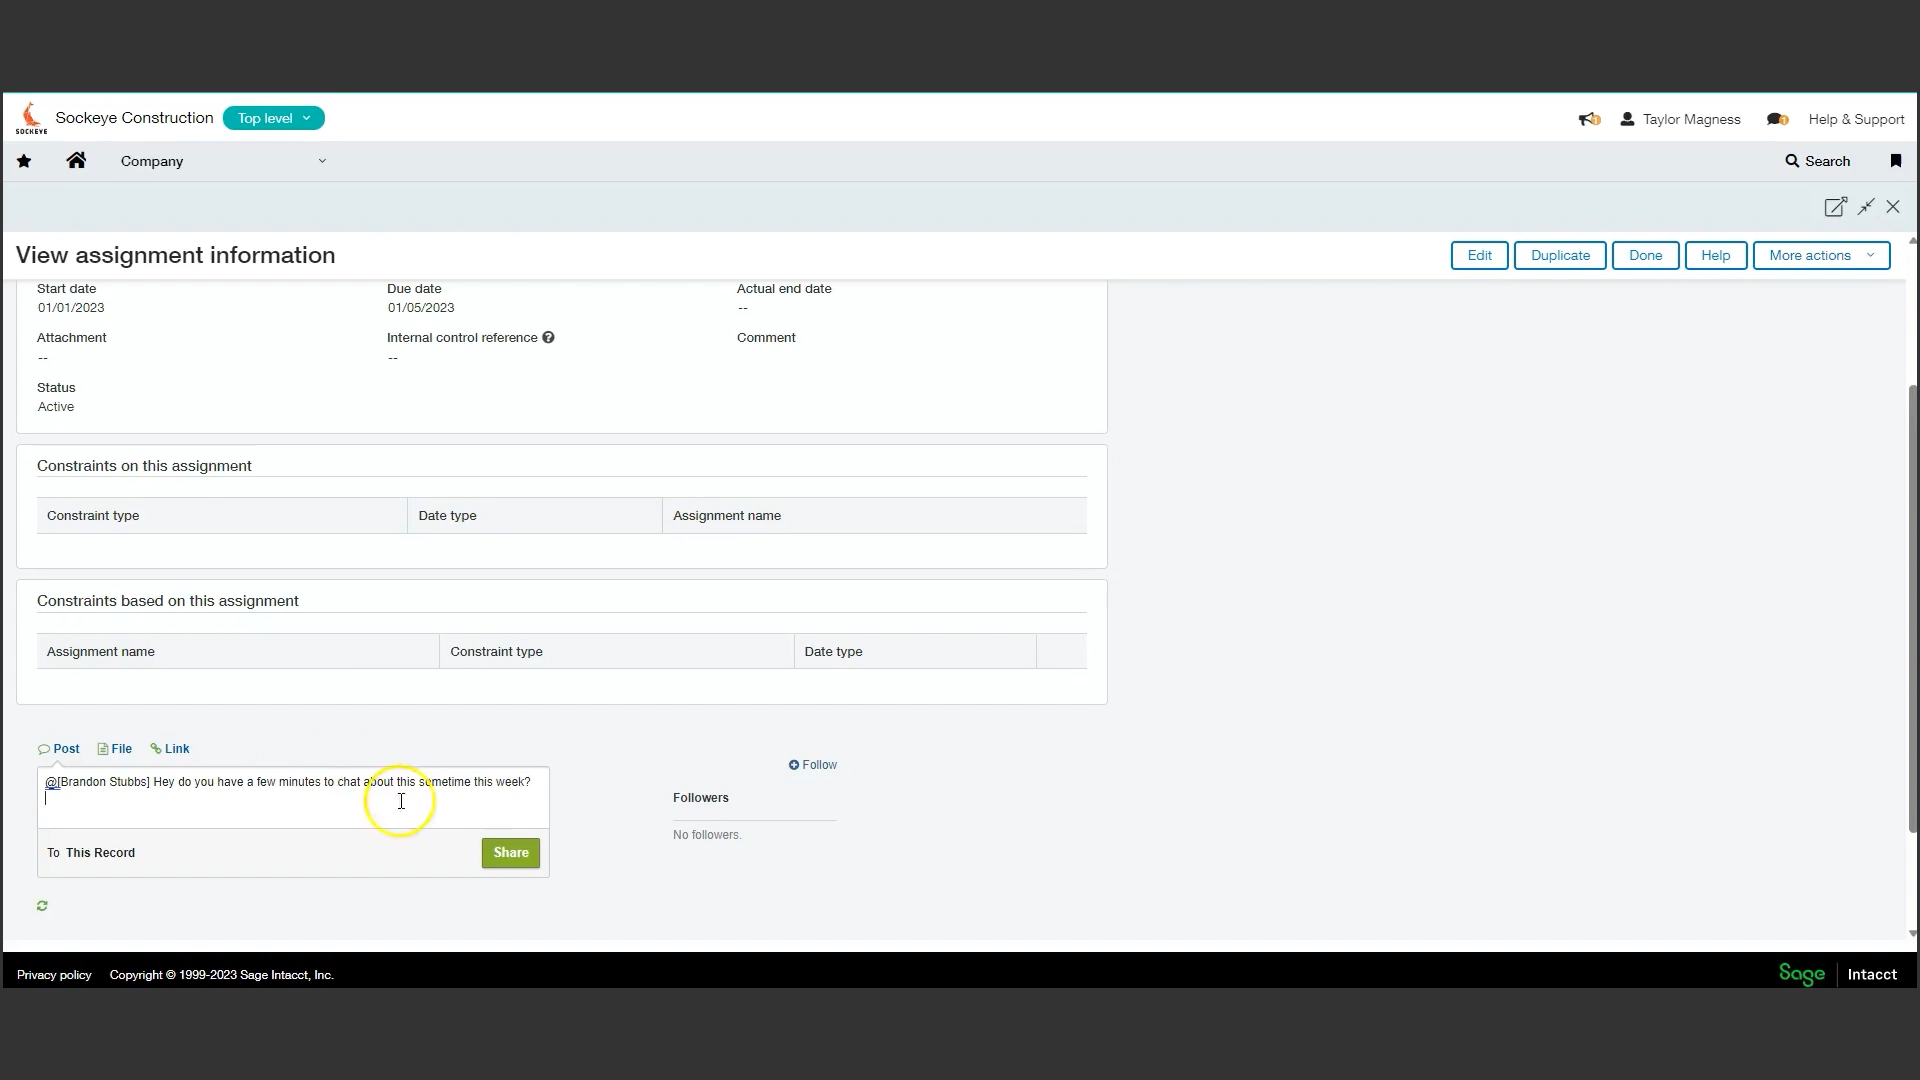 SOCKEYE
Sockeye Construction
Top level
1
Taylor Magness
1
Help & Support
Company
Search
View assignment information
Edit
Duplicate
Done
Help
More actions
Start date
Due date
Actual end date
01/01/2023
01/05/2023
--
Attachment
Internal control reference ?
Comment
--
--
Status
Active
Constraints on this assignment
Constraint type
Date type
Assignment name
Constraints based on this assignment
Assignment name
Constraint type
Date type
Post
File
Link
@[Brandon Stubbs] Hey do you have a few minutes to chat about this sometime this week?
Follow
Followers
No followers.
To This Record
Share
Privacy policy
Copyright © 1999-2023 Sage Intacct, Inc.
Sage
Intacct